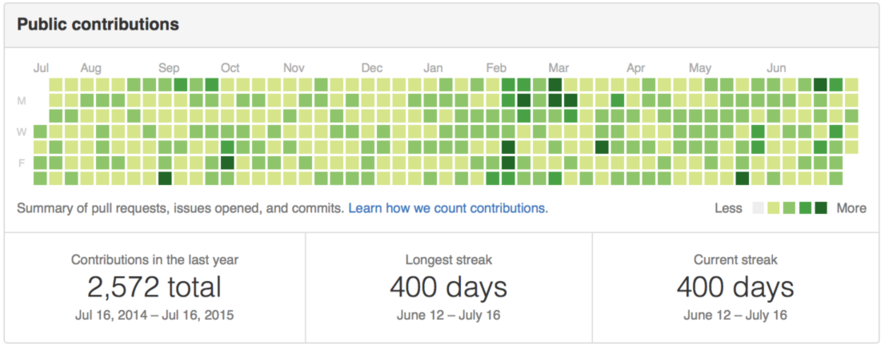 Public contributions
Jul Aug Sep Oct Nov Dec Jan Feb Mar Apr May Jun
M
W
F
Summary of pull requests, issues opened, and commits. Learn how we count contributions. Less More
Contributions in the last year
2,572 total
Jul 16, 2014 – Jul 16, 2015
Longest streak
400 days
June 12 – July 16
Current streak
400 days
June 12 – July 16